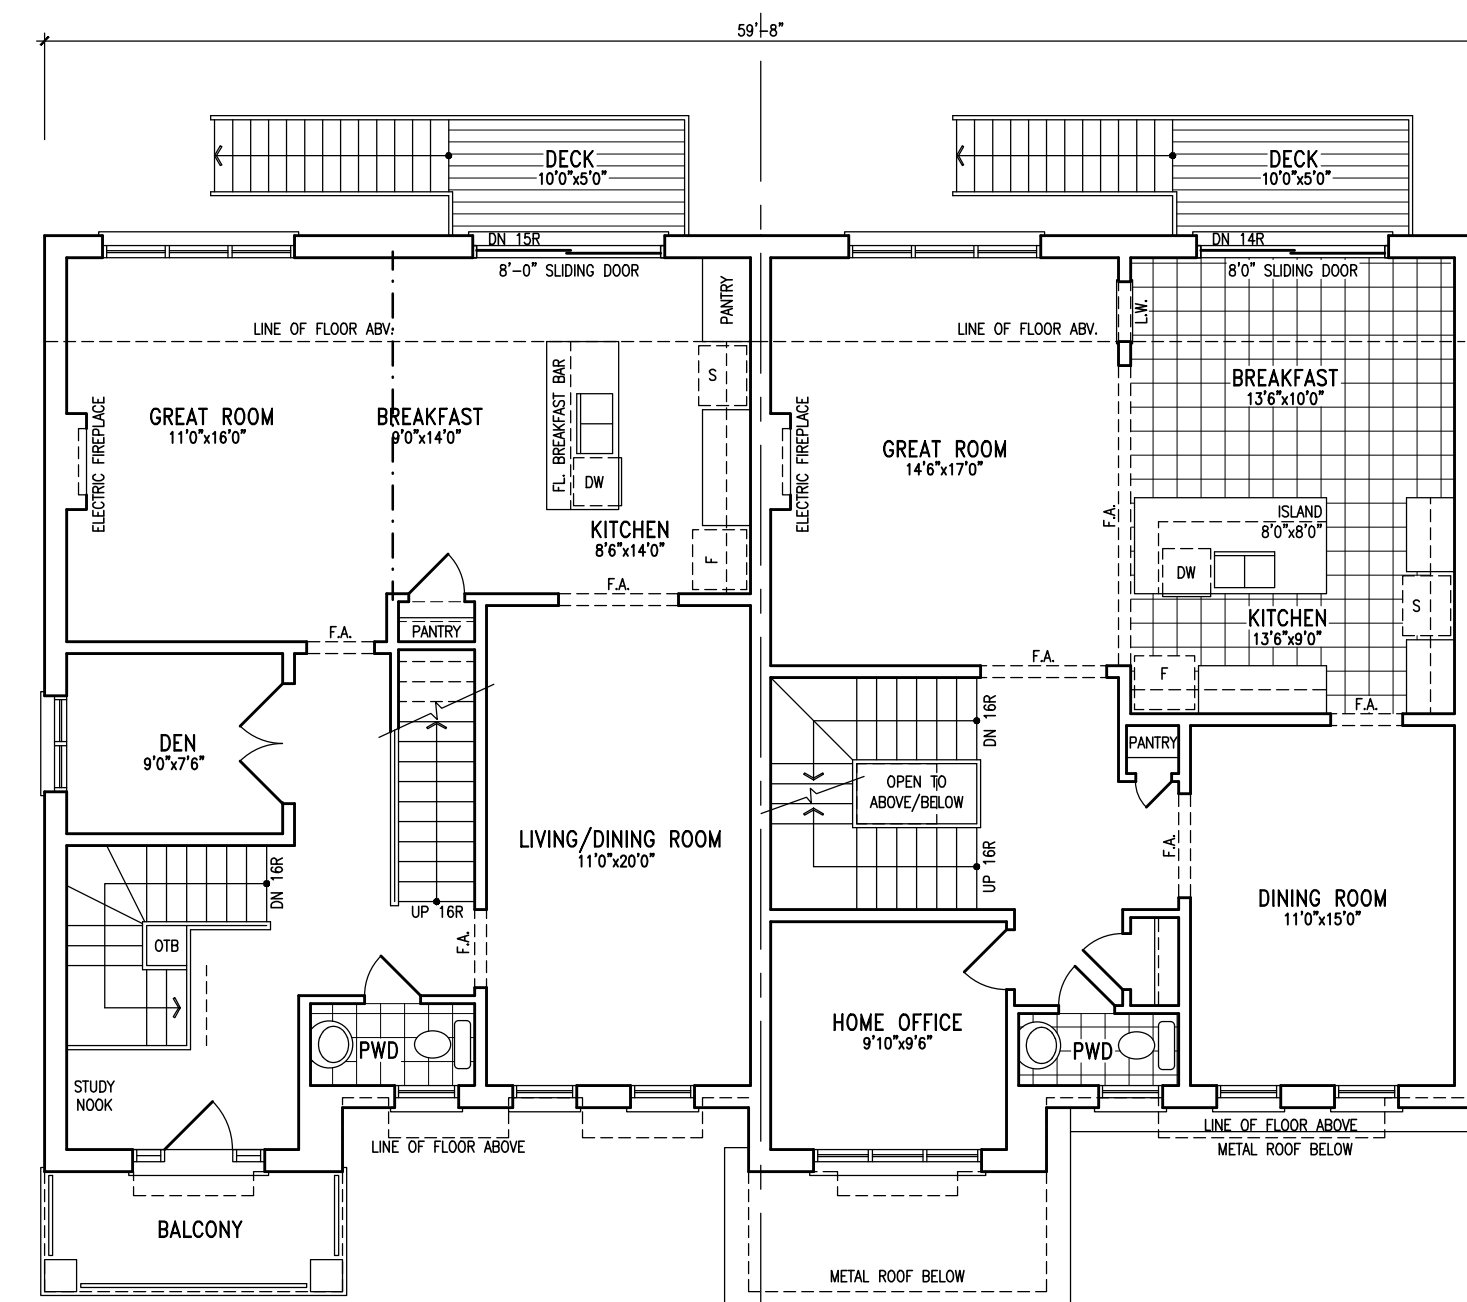 59'-8"
DECK
10'0"x5'0"
DECK
10'0"x5'0"
DN 15R
8'-0" SLIDING DOOR
DN 14R
8'0" SLIDING DOOR
PANTRY
L.W.
LINE OF FLOOR ABV.
LINE OF FLOOR ABV.
S
FL. BREAKFAST BAR
BREAKFAST
13'6"x10'0"
ELECTRIC FIREPLACE
GREAT ROOM
11'0"x16'0"
BREAKFAST
9'0"x14'0"
ELECTRIC FIREPLACE
GREAT ROOM
14'6"x17'0"
DW
F.A.
ISLAND
8'0"x8'0"
KITCHEN
8'6"x14'0"
F
DW
F.A.
S
KITCHEN
13'6"x9'0"
F.A.
PANTRY
F.A.
F
F.A.
DN 16R
DEN
9'0"x7'6"
PANTRY
OPEN TO
ABOVE/BELOW
LIVING/DINING ROOM
11'0"x20'0"
F.A.
DN 16R
UP 16R
UP 16R
DINING ROOM
11'0"x15'0"
OTB
F.A.
HOME OFFICE
9'10"x9'6"
PWD
PWD
STUDY
NOOK
LINE OF FLOOR ABOVE
LINE OF FLOOR ABOVE
METAL ROOF BELOW
BALCONY
METAL ROOF BELOW